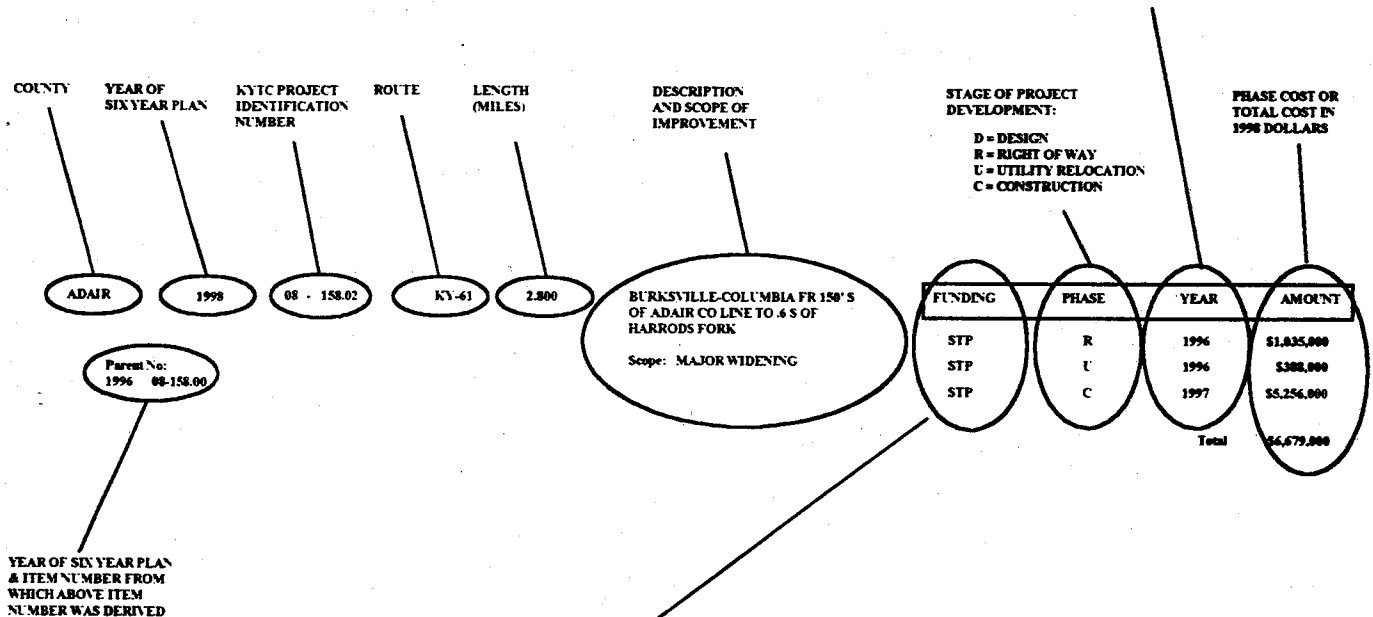 COUNTY
YEAR OF
SIX YEAR PLAN
KYTC PROJECT
IDENTIFICATION
NUMBER
ROUTE
LENGTH
(MILES)
DESCRIPTION
AND SCOPE OF
IMPROVEMENT
STAGE OF PROJECT
DEVELOPMENT:
D = DESIGN
R = RIGHT OF WAY
U = UTILITY RELOCATION
C = CONSTRUCTION
PHASE COST OR
TOTAL COST IN
1998 DOLLARS
ADAIR
1998
08 - 158.02
KY-61
2.800
BURKSVILLE-COLUMBIA FR 150' S
OF ADAIR CO LINE TO .6 S OF
HARRODS FORK
Scope: MAJOR WIDENING
FUNDING PHASE YEAR AMOUNT
STP R 1996 $1,035,000
STP U 1996 $388,000
STP C 1997 $5,256,000
Total $6,679,000
Parent No:
1996 08-158.00
YEAR OF SIX YEAR PLAN
& ITEM NUMBER FROM
WHICH ABOVE ITEM
NUMBER WAS DERIVED